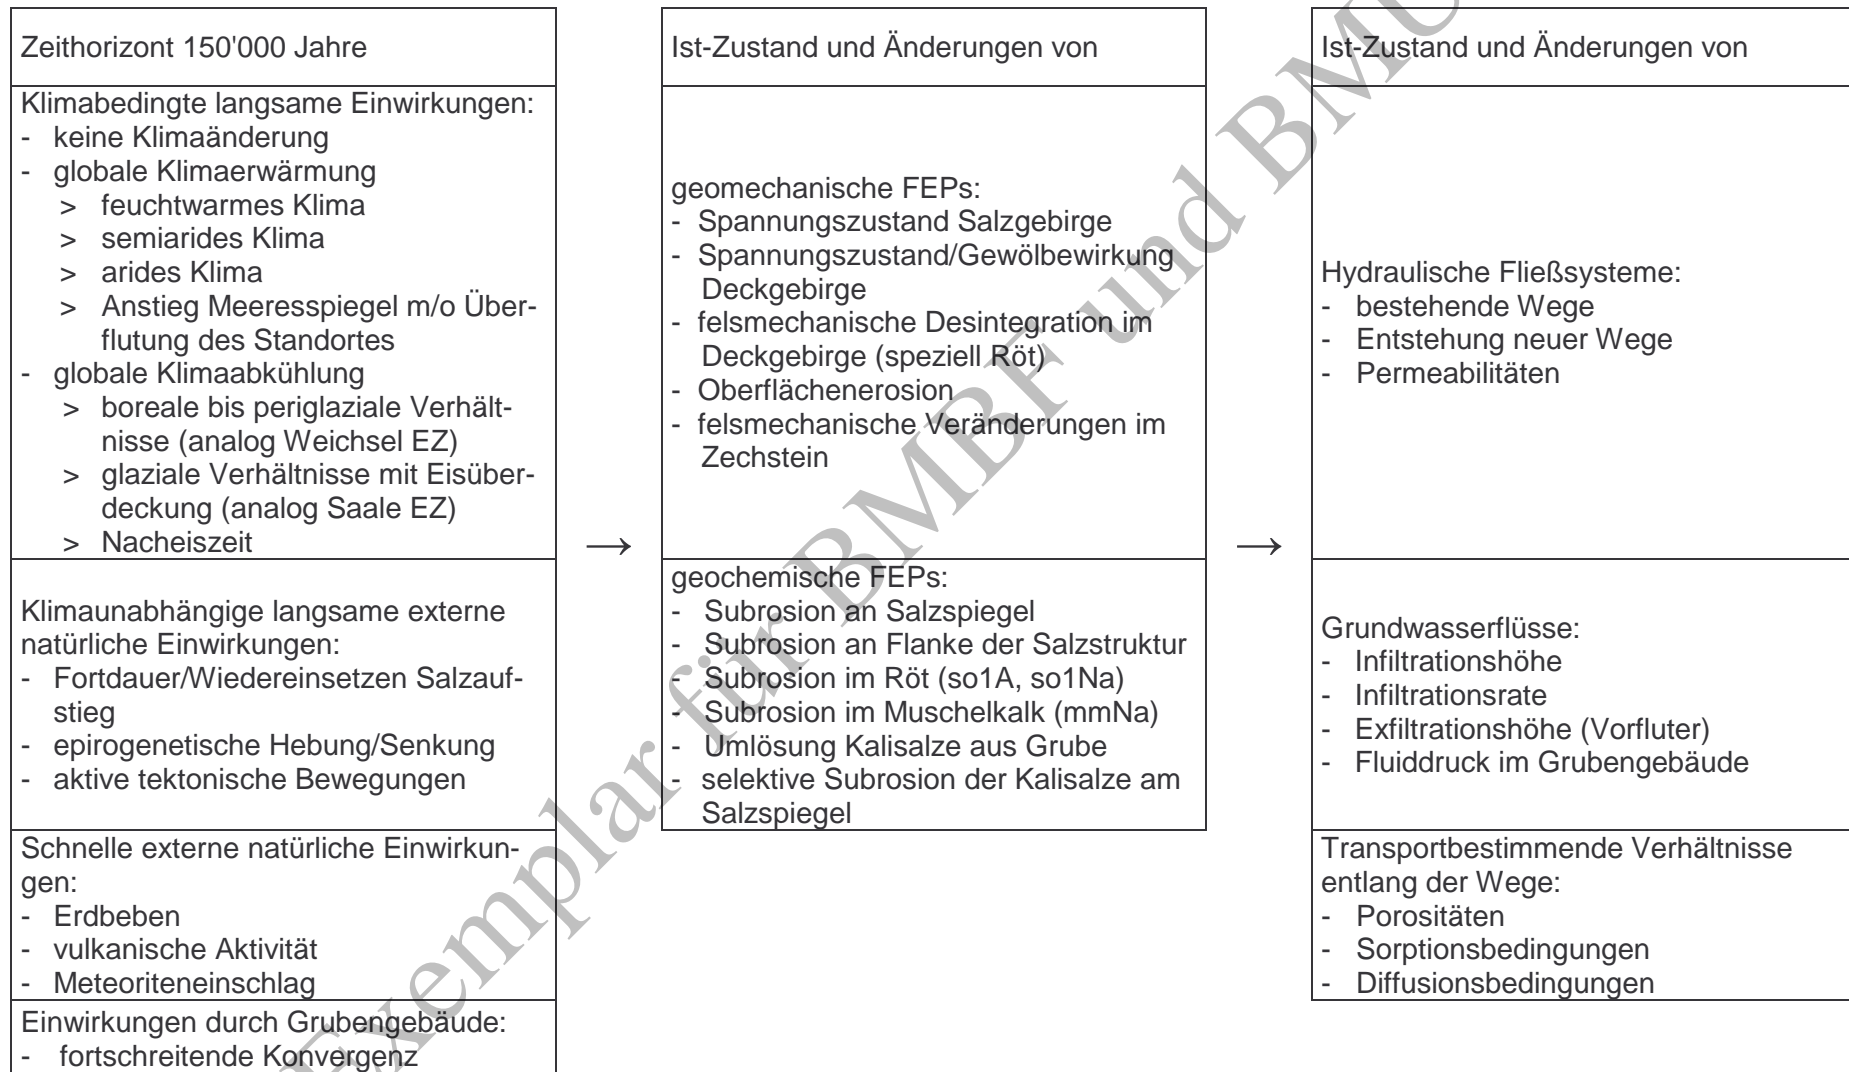 Zeithorizont 150'000 Jahre
Klimabedingte langsame Einwirkungen:
- keine Klimaänderung
- globale Klimaerwärmung
> feuchtwarmes Klima
> semiarides Klima
> arides Klima
> Anstieg Meeresspiegel m/o Über-
flutung des Standortes
- globale Klimaabkühlung
> boreale bis periglaziale Verhält-
nisse (analog Weichsel EZ)
> glaziale Verhältnisse mit Eisüber-
deckung (analog Saale EZ)
> Nacheiszeit
Klimaunabhängige langsame externe
natürliche Einwirkungen:
- Fortdauer/Wiedereinsetzen Salzauf-
stieg
- epirogenetische Hebung/Senkung
- aktive tektonische Bewegungen
Schnelle externe natürliche Einwirkun-
gen:
- Erdbeben
- vulkanische Aktivität
- Meteoriteneinschlag
Einwirkungen durch Grubengebäude:
- fortschreitende Konvergenz
→
Ist-Zustand und Änderungen von
geomechanische FEPs:
- Spannungszustand Salzgebirge
- Spannungszustand/Gewölbewirkung
Deckgebirge
- felsmechanische Desintegration im
Deckgebirge (speziell Röt)
- Oberflächenerosion
- felsmechanische Veränderungen im
Zechstein
geochemische FEPs:
- Subrosion an Salzspiegel
- Subrosion an Flanke der Salzstruktur
- Subrosion im Röt (so1A, so1Na)
- Subrosion im Muschelkalk (mmNa)
- Umlösung Kalisalze aus Grube
- selektive Subrosion der Kalisalze am
Salzspiegel
→
Ist-Zustand und Änderungen von
Hydraulische Fließsysteme:
- bestehende Wege
- Entstehung neuer Wege
- Permeabilitäten
Grundwasserflüsse:
- Infiltrationshöhe
- Infiltrationsrate
- Exfiltrationshöhe (Vorfluter)
- Fluiddruck im Grubengebäude
Transportbestimmende Verhältnisse
entlang der Wege:
- Porositäten
- Sorptionsbedingungen
- Diffusionsbedingungen
Exemplar für BMBF und BMU